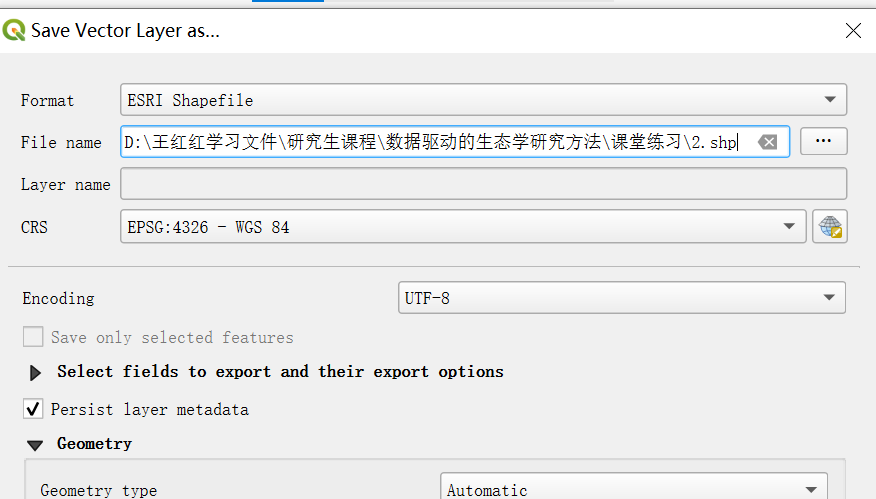 Save Vector Layer as...
Format ESRI Shapefile
File name D:\王红红学习文件\研究生课程\数据驱动的生态学研究方法\课堂练习\2.shp ...
Layer name
CRS EPSG:4326 - WGS 84
Encoding UTF-8
Save only selected features
Select fields to export and their export options
Persist layer metadata
Geometry
Geometry type Automatic